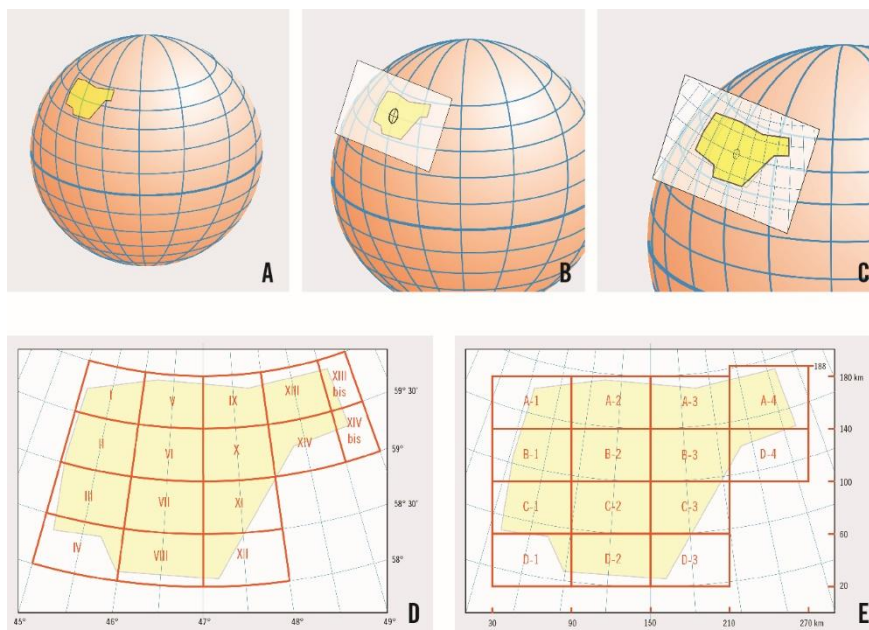 A
B
C
I
V
IX
XIII
XIII
bis
59° 30'
II
VI
X
XIV
XIV
bis
59°
III
VII
XI
58° 30'
IV
VIII
XII
58°
45°
46°
47°
48°
49°
D
188
180 km
A-1
A-2
A-3
A-4
140
B-1
B-2
B-3
D-4
100
C-1
C-2
C-3
60
D-1
D-2
D-3
20
30
90
150
210
270 km
E